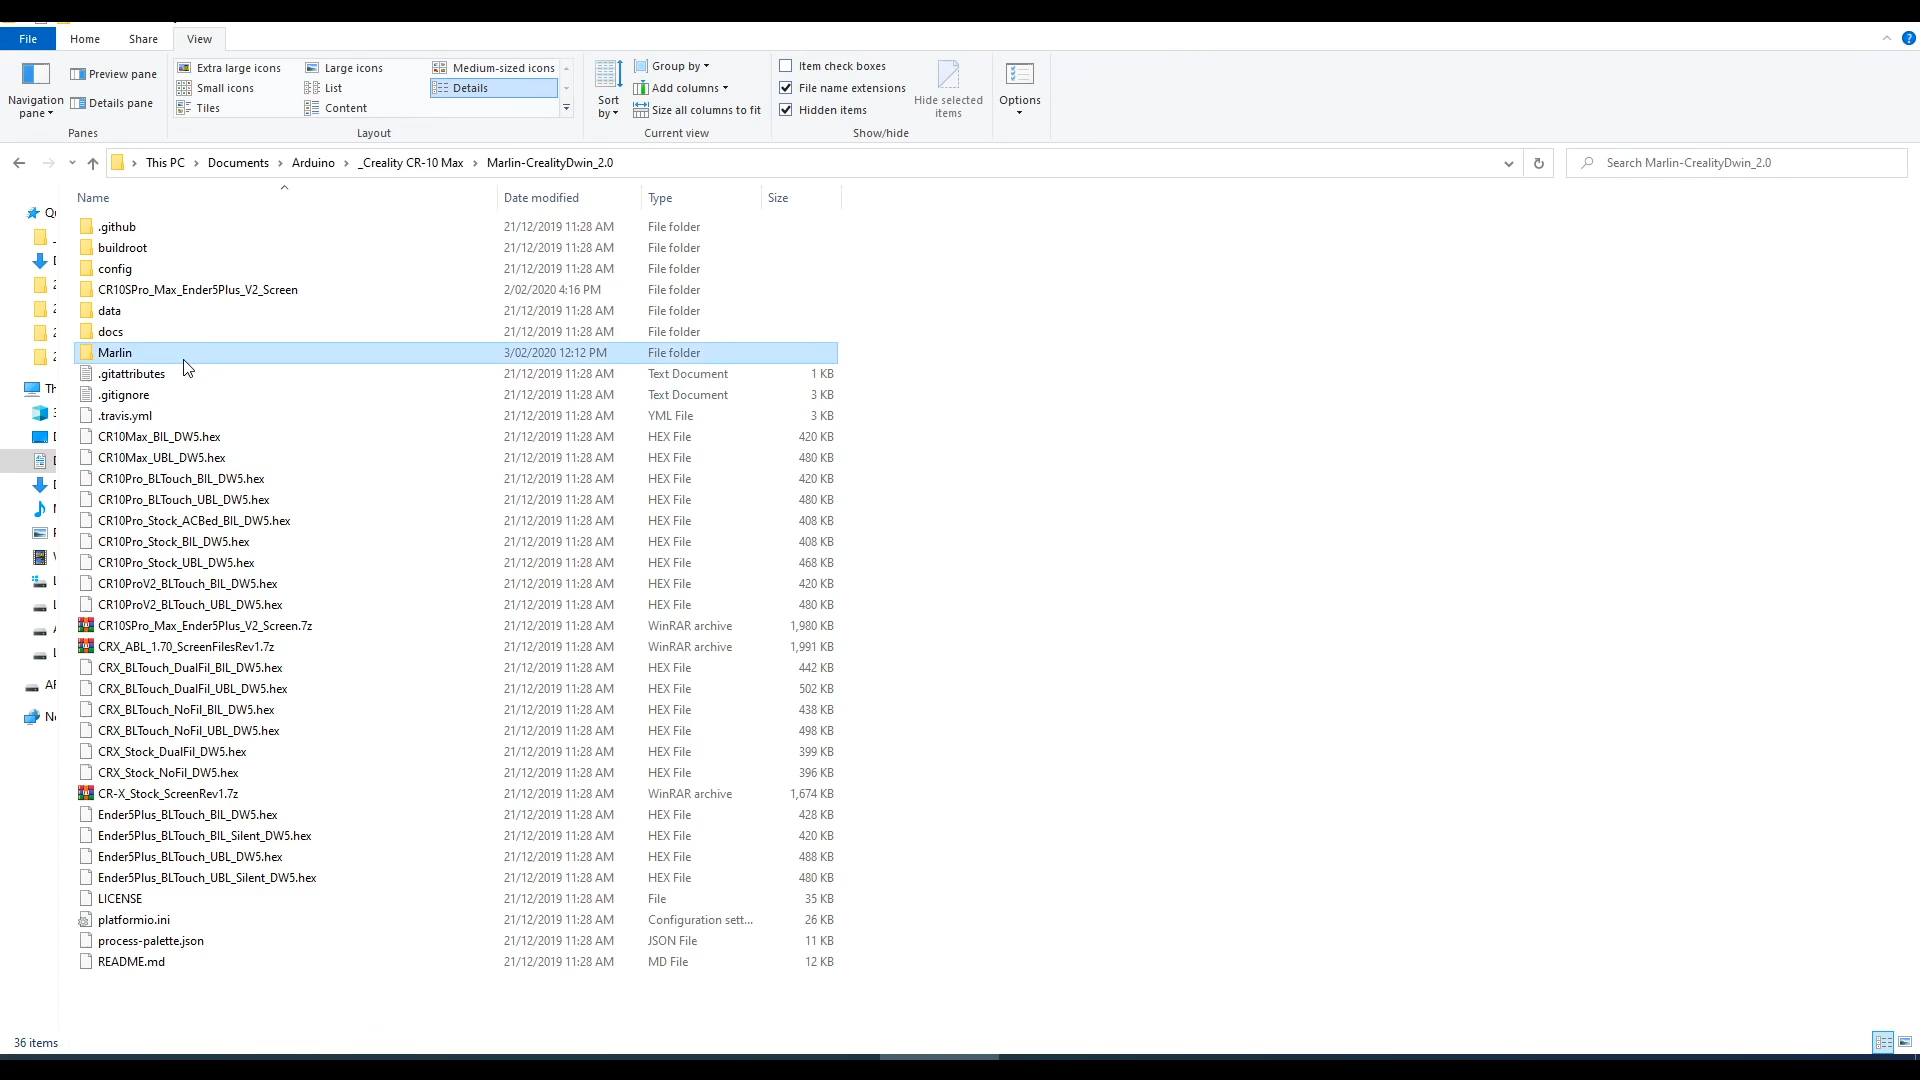 File Home Share View
Extra large icons Large icons Medium-sized icons
Small icons List Details
Tiles Content
Preview pane
Details pane
Navigation pane
Panes
Layout
Sort by
Group by
Add columns
Size all columns to fit
Current view
Item check boxes
File name extensions
Hidden items
Hide selected items
Show/hide
Options
This PC › Documents › Arduino › _Creality CR-10 Max › Marlin-CrealityDwin_2.0
Search Marlin-CrealityDwin_2.0
Name Date modified Type Size
.github 21/12/2019 11:28 AM File folder
buildroot 21/12/2019 11:28 AM File folder
config 21/12/2019 11:28 AM File folder
CR10SPro_Max_Ender5Plus_V2_Screen 2/02/2020 4:16 PM File folder
data 21/12/2019 11:28 AM File folder
docs 21/12/2019 11:28 AM File folder
Marlin 3/02/2020 12:12 PM File folder
.gitattributes 21/12/2019 11:28 AM Text Document 1 KB
.gitignore 21/12/2019 11:28 AM Text Document 3 KB
.travis.yml 21/12/2019 11:28 AM YML File 3 KB
CR10Max_BIL_DW5.hex 21/12/2019 11:28 AM HEX File 420 KB
CR10Max_UBL_DW5.hex 21/12/2019 11:28 AM HEX File 480 KB
CR10Pro_BLTouch_BIL_DW5.hex 21/12/2019 11:28 AM HEX File 420 KB
CR10Pro_BLTouch_UBL_DW5.hex 21/12/2019 11:28 AM HEX File 480 KB
CR10Pro_Stock_ACBed_BIL_DW5.hex 21/12/2019 11:28 AM HEX File 408 KB
CR10Pro_Stock_BIL_DW5.hex 21/12/2019 11:28 AM HEX File 408 KB
CR10Pro_Stock_UBL_DW5.hex 21/12/2019 11:28 AM HEX File 468 KB
CR10ProV2_BLTouch_BIL_DW5.hex 21/12/2019 11:28 AM HEX File 420 KB
CR10ProV2_BLTouch_UBL_DW5.hex 21/12/2019 11:28 AM HEX File 480 KB
CR10SPro_Max_Ender5Plus_V2_Screen.7z 21/12/2019 11:28 AM WinRAR archive 1,980 KB
CRX_ABL_1.70_ScreenFilesRev1.7z 21/12/2019 11:28 AM WinRAR archive 1,991 KB
CRX_BLTouch_DualFil_BIL_DW5.hex 21/12/2019 11:28 AM HEX File 442 KB
CRX_BLTouch_DualFil_UBL_DW5.hex 21/12/2019 11:28 AM HEX File 502 KB
CRX_BLTouch_NoFil_BIL_DW5.hex 21/12/2019 11:28 AM HEX File 438 KB
CRX_BLTouch_NoFil_UBL_DW5.hex 21/12/2019 11:28 AM HEX File 498 KB
CRX_Stock_DualFil_DW5.hex 21/12/2019 11:28 AM HEX File 399 KB
CRX_Stock_NoFil_DW5.hex 21/12/2019 11:28 AM HEX File 396 KB
CR-X_Stock_ScreenRev1.7z 21/12/2019 11:28 AM WinRAR archive 1,674 KB
Ender5Plus_BLTouch_BIL_DW5.hex 21/12/2019 11:28 AM HEX File 428 KB
Ender5Plus_BLTouch_BIL_Silent_DW5.hex 21/12/2019 11:28 AM HEX File 420 KB
Ender5Plus_BLTouch_UBL_DW5.hex 21/12/2019 11:28 AM HEX File 488 KB
Ender5Plus_BLTouch_UBL_Silent_DW5.hex 21/12/2019 11:28 AM HEX File 480 KB
LICENSE 21/12/2019 11:28 AM File 35 KB
platformio.ini 21/12/2019 11:28 AM Configuration sett... 26 KB
process-palette.json 21/12/2019 11:28 AM JSON File 11 KB
README.md 21/12/2019 11:28 AM MD File 12 KB
36 items